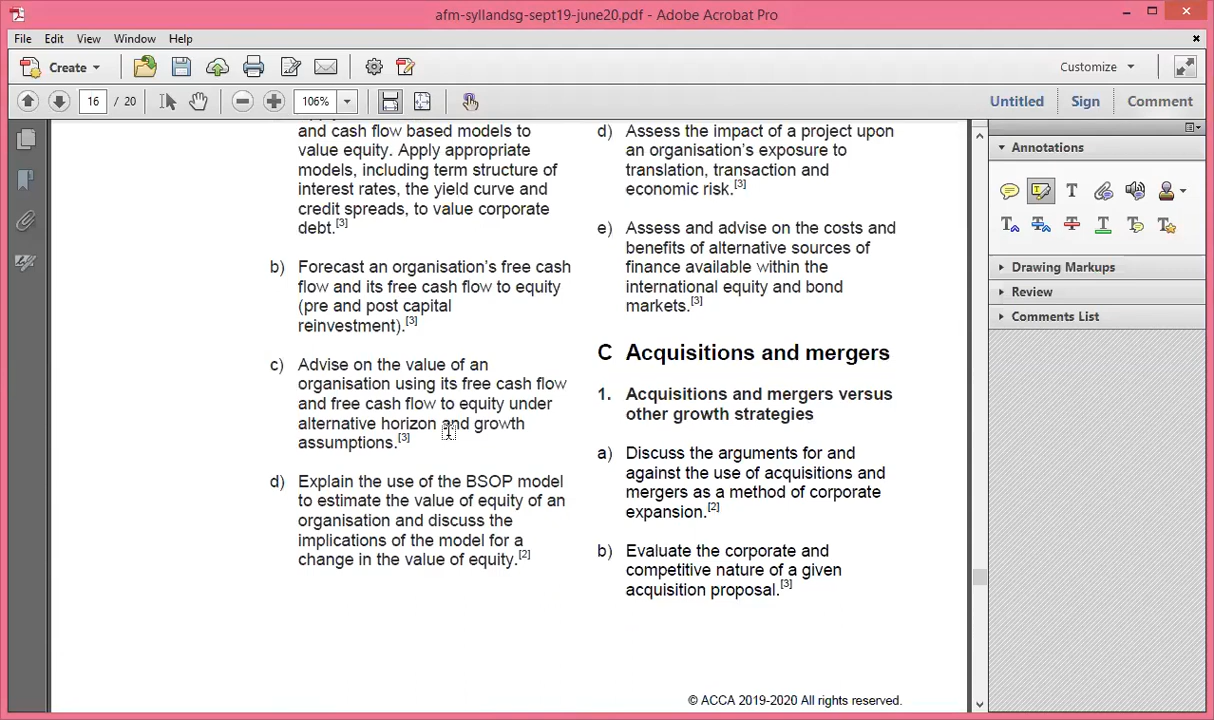 afm-syllandsg-sept19-june20.pdf - Adobe Acrobat Pro
File Edit View Window Help
Create
Customize
16 / 20
106%
Untitled
Sign
Comment
and cash flow based models to
value equity. Apply appropriate
models, including term structure of
interest rates, the yield curve and
credit spreads, to value corporate
debt.[3]
b) Forecast an organisation's free cash
flow and its free cash flow to equity
(pre and post capital
reinvestment).[3]
c) Advise on the value of an
organisation using its free cash flow
and free cash flow to equity under
alternative horizon and growth
assumptions.[3]
d) Explain the use of the BSOP model
to estimate the value of equity of an
organisation and discuss the
implications of the model for a
change in the value of equity.[2]
d) Assess the impact of a project upon
an organisation's exposure to
translation, transaction and
economic risk.[3]
e) Assess and advise on the costs and
benefits of alternative sources of
finance available within the
international equity and bond
markets.[3]
C Acquisitions and mergers
1. Acquisitions and mergers versus
other growth strategies
a) Discuss the arguments for and
against the use of acquisitions and
mergers as a method of corporate
expansion.[2]
b) Evaluate the corporate and
competitive nature of a given
acquisition proposal.[3]
© ACCA 2019-2020 All rights reserved.
Annotations
Drawing Markups
Review
Comments List